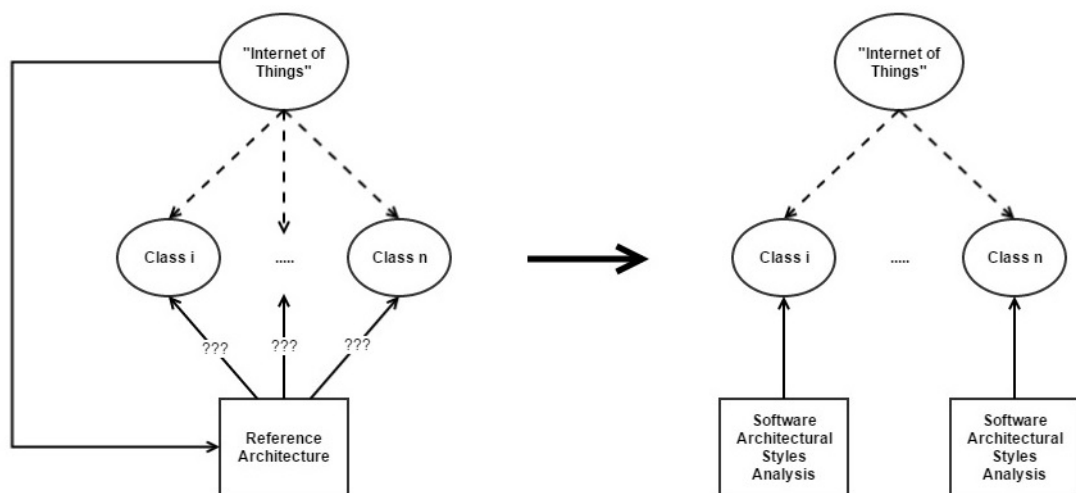 "Internet of
Things"
Class i
.....
Class n
???
???
???
Reference
Architecture
"Internet of
Things"
Class i
.....
Class n
Software
Architectural
Styles
Analysis
Software
Architectural
Styles
Analysis